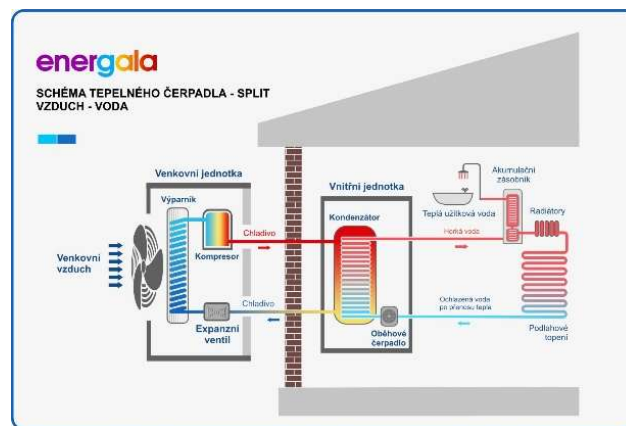 energala
SCHÉMA TEPELNÉHO ČERPADLA - SPLIT
VZDUCH - VODA
Venkovní jednotka
Výparník
Kompresor
Venkovní
vzduch
Expanzní
ventil
Chladivo
Chladivo
Vnitřní jednotka
Kondenzátor
Oběhové
čerpadlo
Teplá užitková voda
Akumulační
zásobník
Radiátory
Horká voda
Ochlazená voda
po přenosu tepla
Podlahové
topení